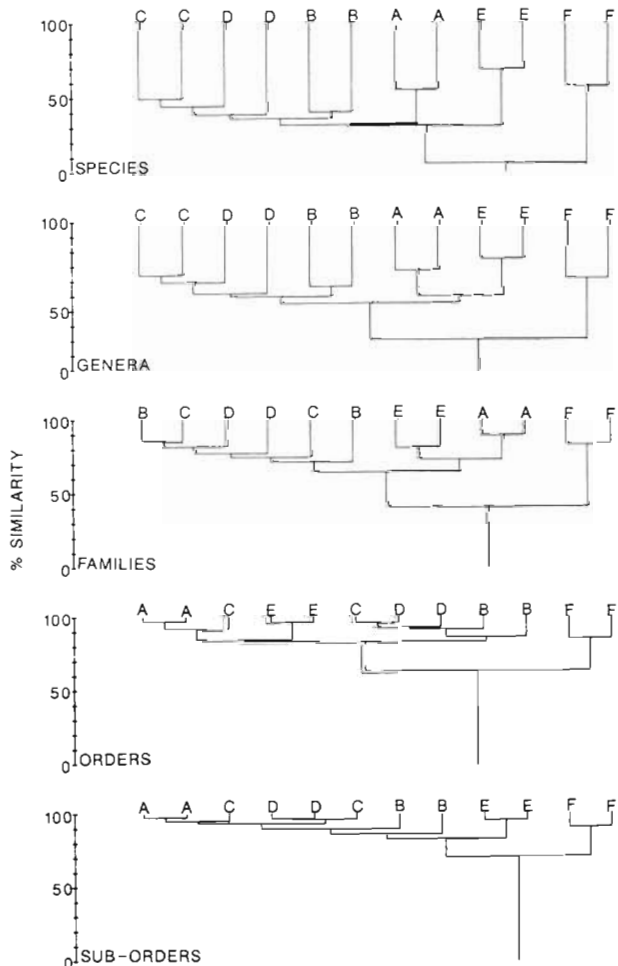 C C D D B B A A E E F F
100
50
0
SPECIES
C C D D B B A A E E F F
100
50
0
GENERA
B C D D C B E E A A F F
100
50
0
FAMILIES
% SIMILARITY
A A C E E C D D B B F F
100
50
0
ORDERS
A A C D D C B B E E F F
100
50
0
SUB-ORDERS